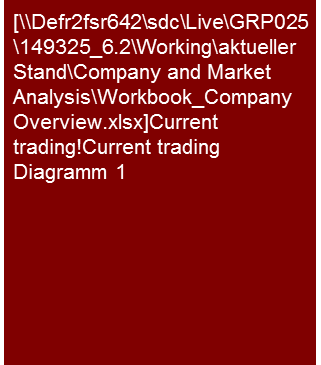 [\\Defr2fsr642\sdc\Live\GRP025
\149325_6.2\Working\aktueller
Stand\Company and Market
Analysis\Workbook_Company
Overview.xlsx]Current
trading!Current trading
Diagramm 1